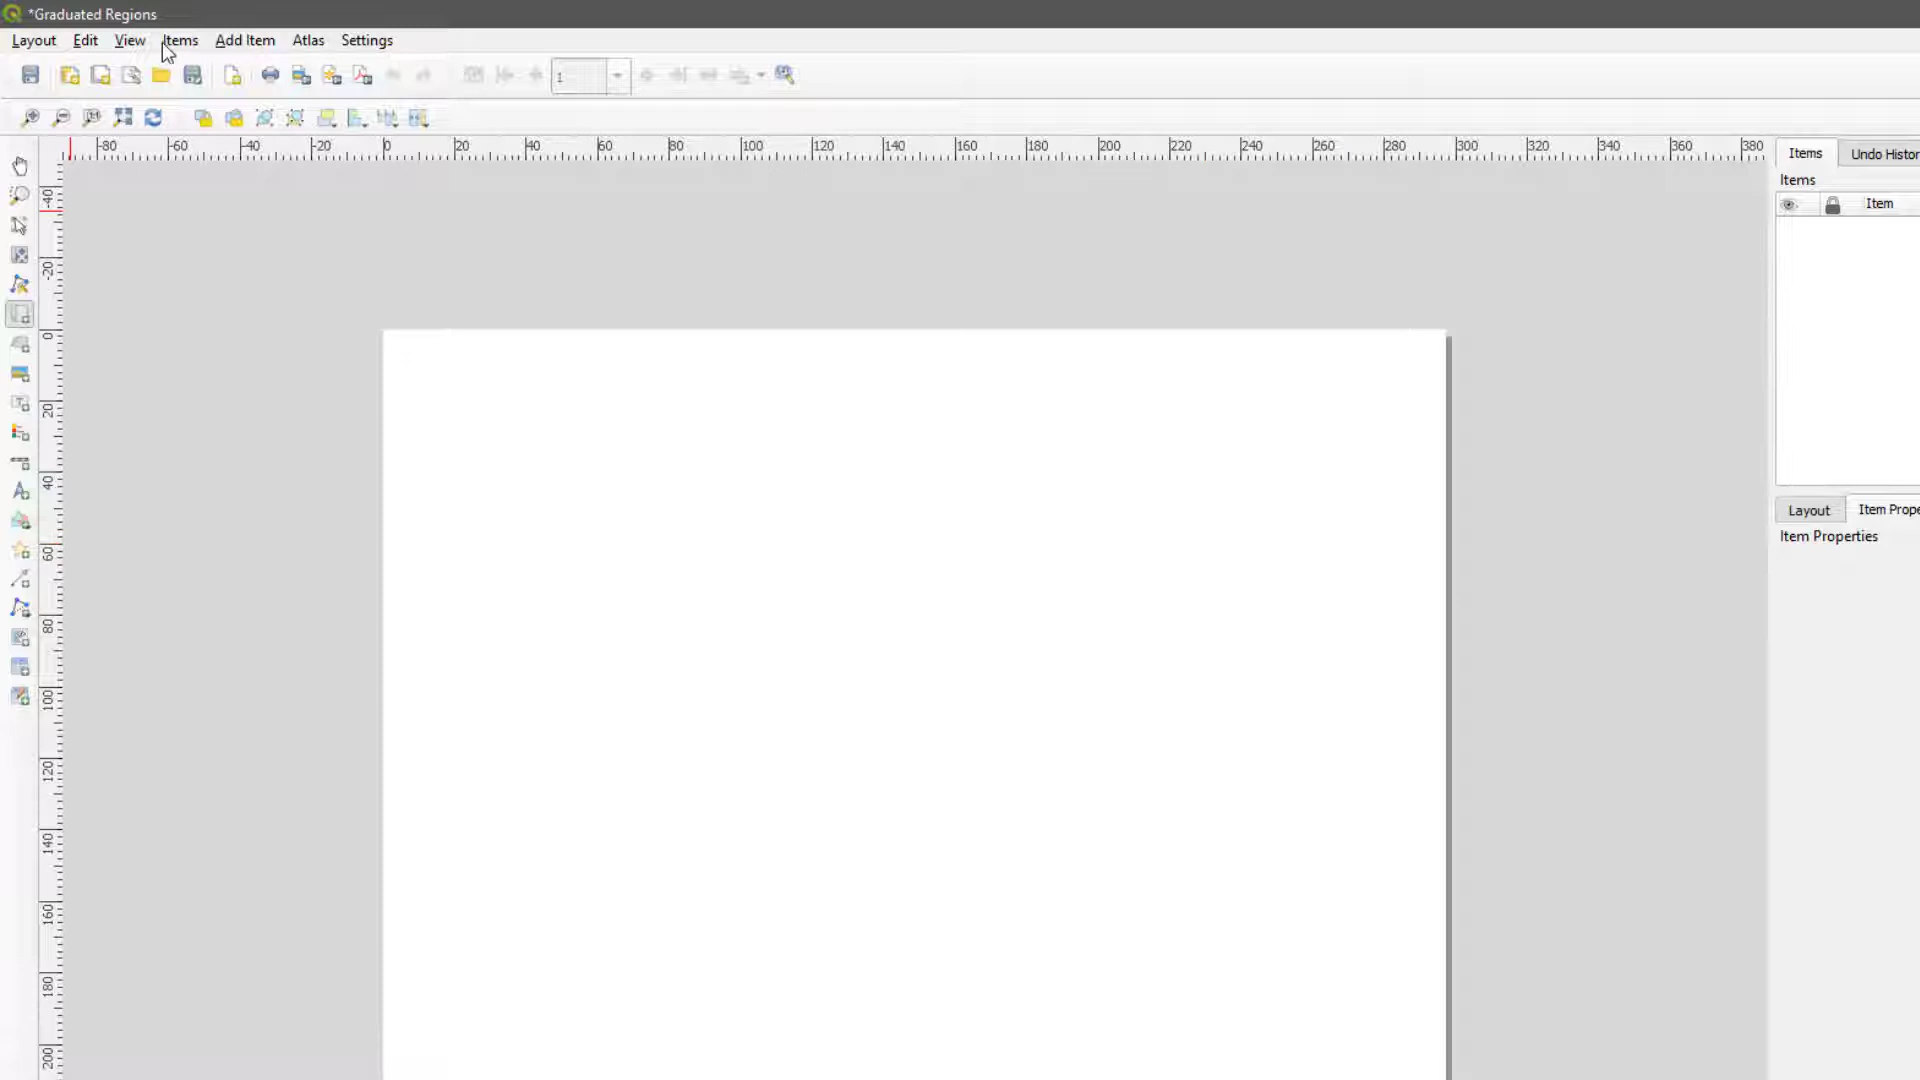 *Graduated Regions
Layout Edit View Items Add Item Atlas Settings
1
-80 -60 -40 -20 0 20 40 60 80 100 120 140 160 180 200 220 240 260 280 300 320 340 360 380
-40
-20
0
20
40
60
80
100
120
140
160
180
200
Items Undo Histor
Items
Item
Layout Item Prope
Item Properties